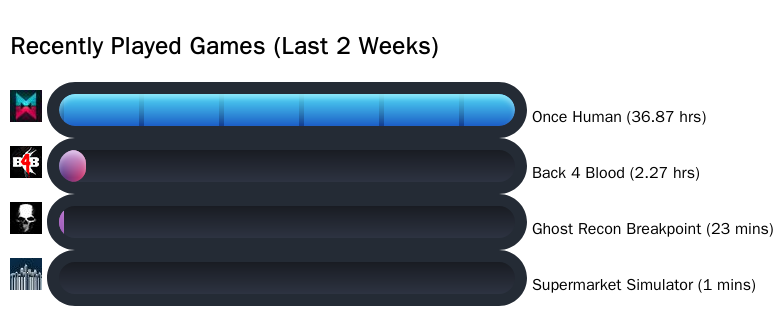 Recently Played Games (Last 2 Weeks)
Once Human (36.87 hrs)
B4B
Back 4 Blood (2.27 hrs)
Ghost Recon Breakpoint (23 mins)
Supermarket Simulator (1 mins)